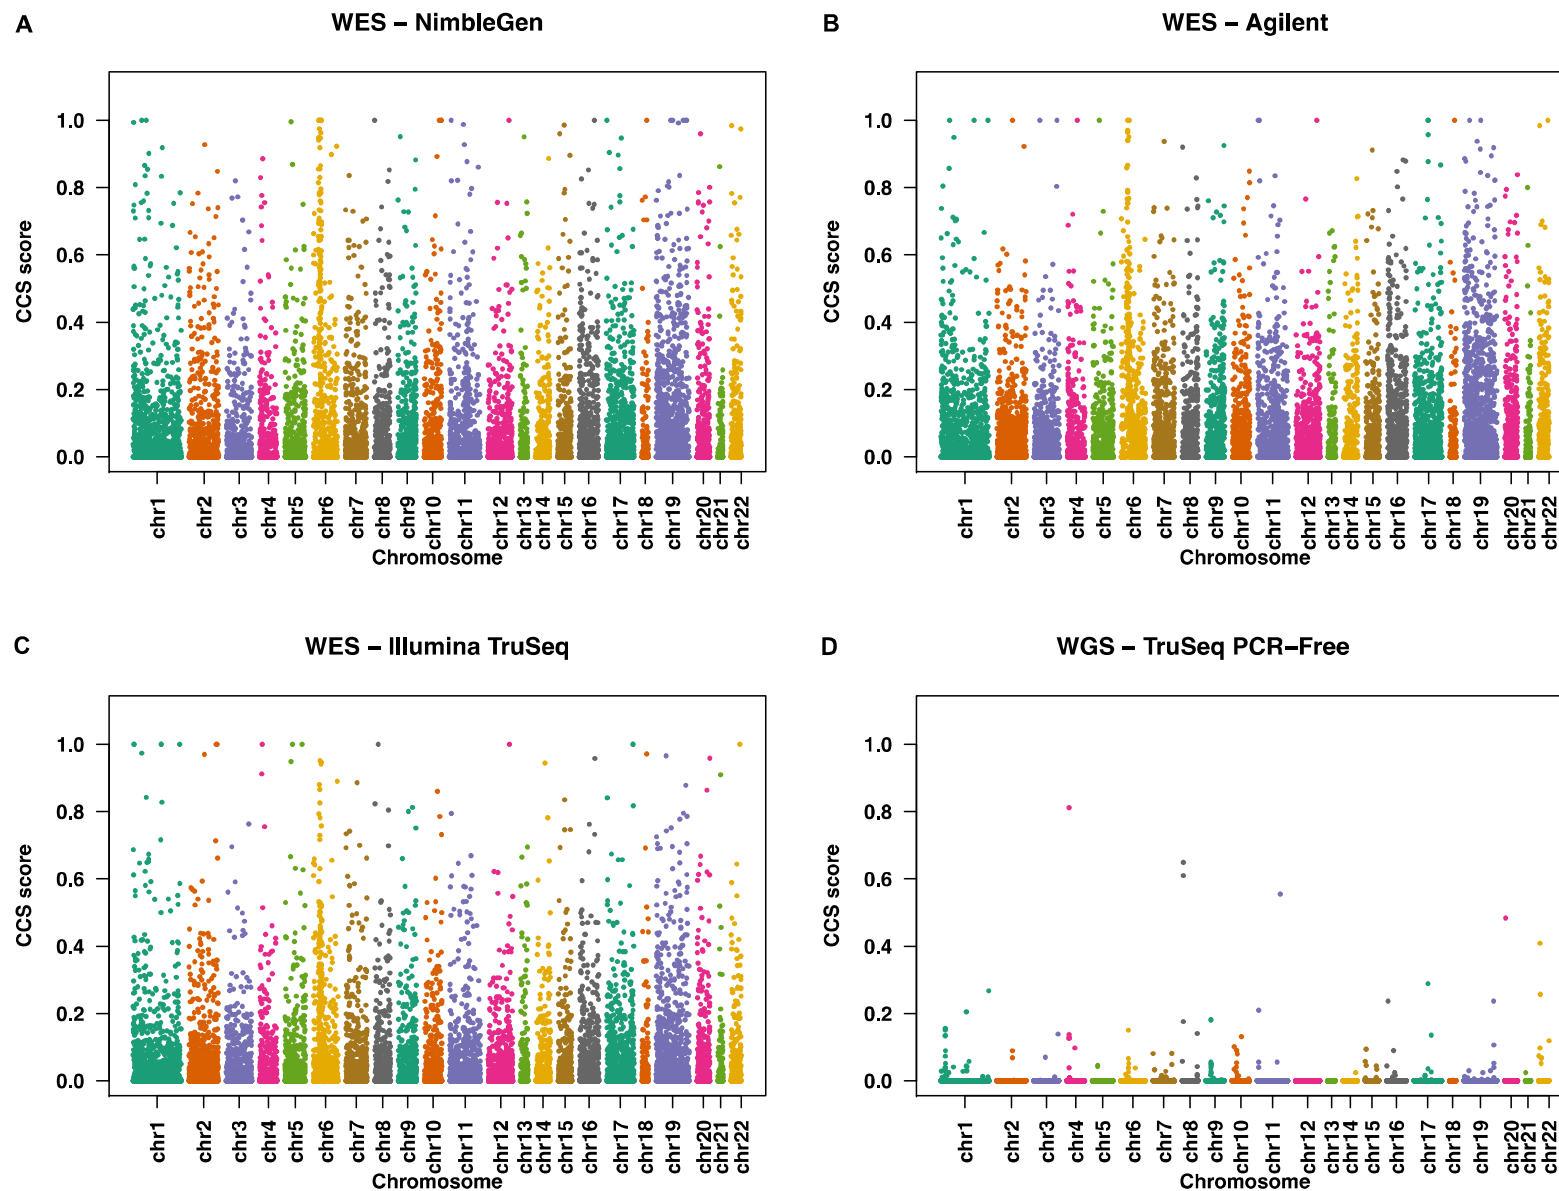 A
WES – NimbleGen
CCS score
1.0
0.8
0.6
0.4
0.2
0.0
chr1
chr2
chr3
chr4
chr5
chr6
chr7
chr8
chr9
chr10
chr11
chr12
chr13
chr14
chr15
chr16
chr17
chr18
chr19
chr20
chr21
chr22
Chromosome
B
WES – Agilent
CCS score
1.0
0.8
0.6
0.4
0.2
0.0
chr1
chr2
chr3
chr4
chr5
chr6
chr7
chr8
chr9
chr10
chr11
chr12
chr13
chr14
chr15
chr16
chr17
chr18
chr19
chr20
chr21
chr22
Chromosome
C
WES – Illumina TruSeq
CCS score
1.0
0.8
0.6
0.4
0.2
0.0
chr1
chr2
chr3
chr4
chr5
chr6
chr7
chr8
chr9
chr10
chr11
chr12
chr13
chr14
chr15
chr16
chr17
chr18
chr19
chr20
chr21
chr22
Chromosome
D
WGS – TruSeq PCR–Free
CCS score
1.0
0.8
0.6
0.4
0.2
0.0
chr1
chr2
chr3
chr4
chr5
chr6
chr7
chr8
chr9
chr10
chr11
chr12
chr13
chr14
chr15
chr16
chr17
chr18
chr19
chr20
chr21
chr22
Chromosome